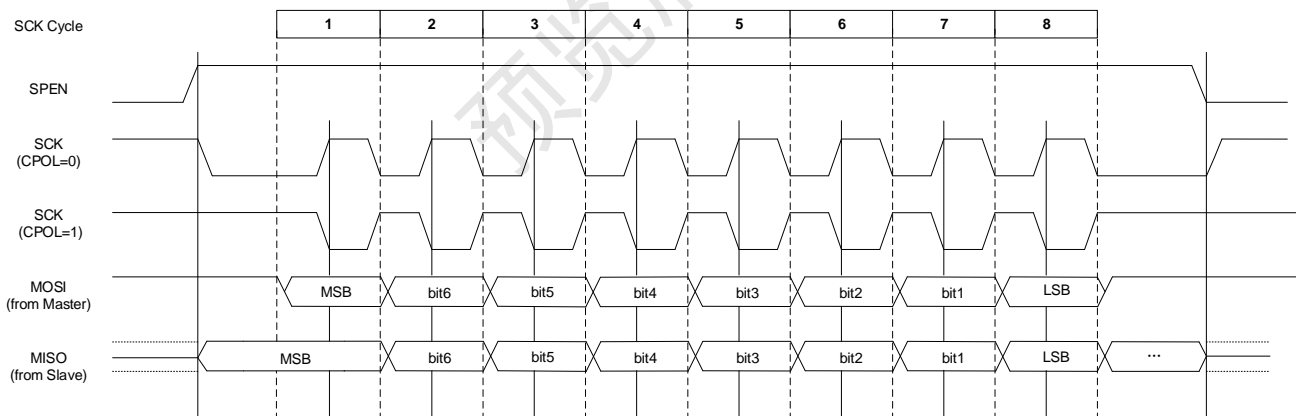 SCK Cycle 1 2 3 4 5 6 7 8
SPEN
SCK
(CPOL=0)
SCK
(CPOL=1)
MOSI
(from Master)
MSB bit6 bit5 bit4 bit3 bit2 bit1 LSB
MISO
(from Slave)
MSB bit6 bit5 bit4 bit3 bit2 bit1 LSB ...
预览